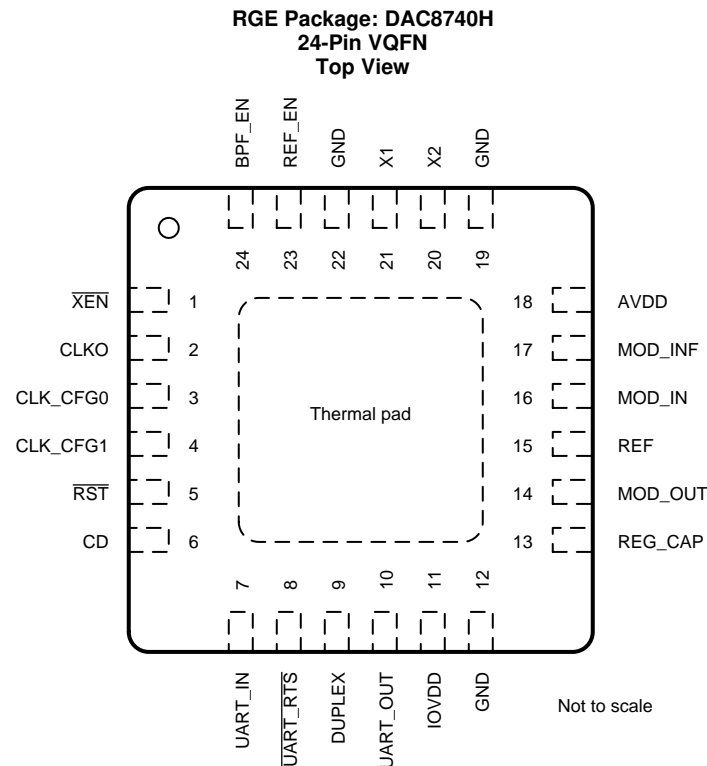 RGE Package: DAC8740H
24-Pin VQFN
Top View
BPF_EN
REF_EN
GND
X1
X2
GND
24
23
22
21
20
19
XEN 1
CLKO 2
CLK_CFG0 3
CLK_CFG1 4
RST 5
CD 6
Thermal pad
18 AVDD
17 MOD_INF
16 MOD_IN
15 REF
14 MOD_OUT
13 REG_CAP
7
8
9
10
11
12
UART_IN
UART_RTS
DUPLEX
UART_OUT
IOVDD
GND
Not to scale